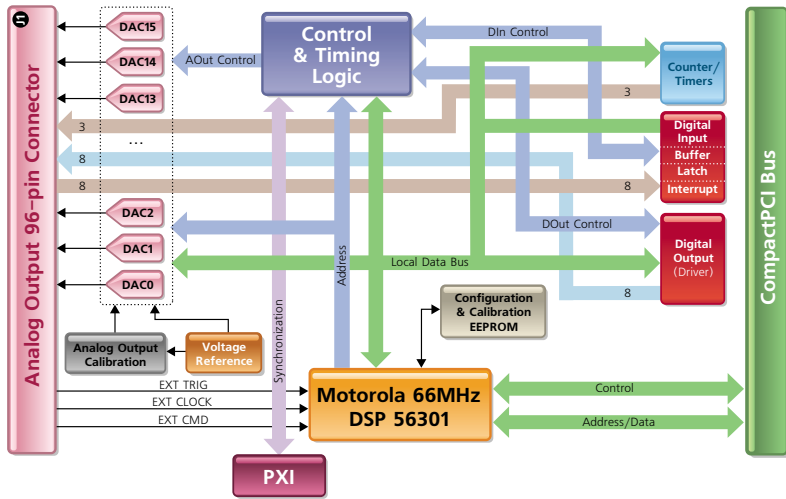 J1
Analog Output 96-pin Connector
DAC15
DAC14
DAC13
...
DAC2
DAC1
DAC0
AOut Control
Control
& Timing
Logic
DIn Control
Counter/
Timers
3
3
8
8
8
8
Digital
Input
Buffer
Latch
Interrupt
DOut Control
Digital
Output
(Driver)
Local Data Bus
Address
Synchronization
Analog Output
Calibration
Voltage
Reference
Configuration
& Calibration
EEPROM
EXT TRIG
EXT CLOCK
EXT CMD
Motorola 66MHz
DSP 56301
Control
Address/Data
PXI
CompactPCI Bus